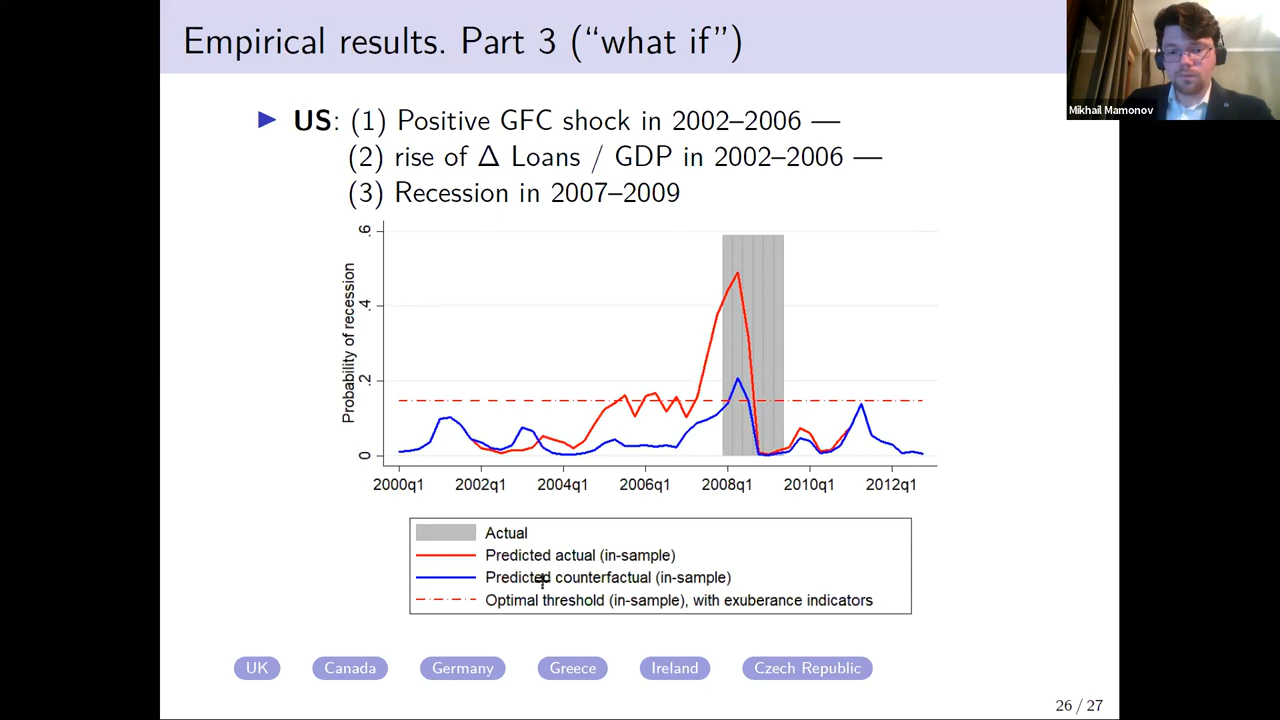 Empirical results. Part 3 (“what if”)
Mikhail Mamonov
▶ US: (1) Positive GFC shock in 2002–2006 —
(2) rise of Δ Loans / GDP in 2002–2006 —
(3) Recession in 2007–2009
Probability of recession
.6
.4
.2
0
2000q1 2002q1 2004q1 2006q1 2008q1 2010q1 2012q1
Actual
Predicted actual (in-sample)
Predicted counterfactual (in-sample)
Optimal threshold (in-sample), with exuberance indicators
UK Canada Germany Greece Ireland Czech Republic
26 / 27